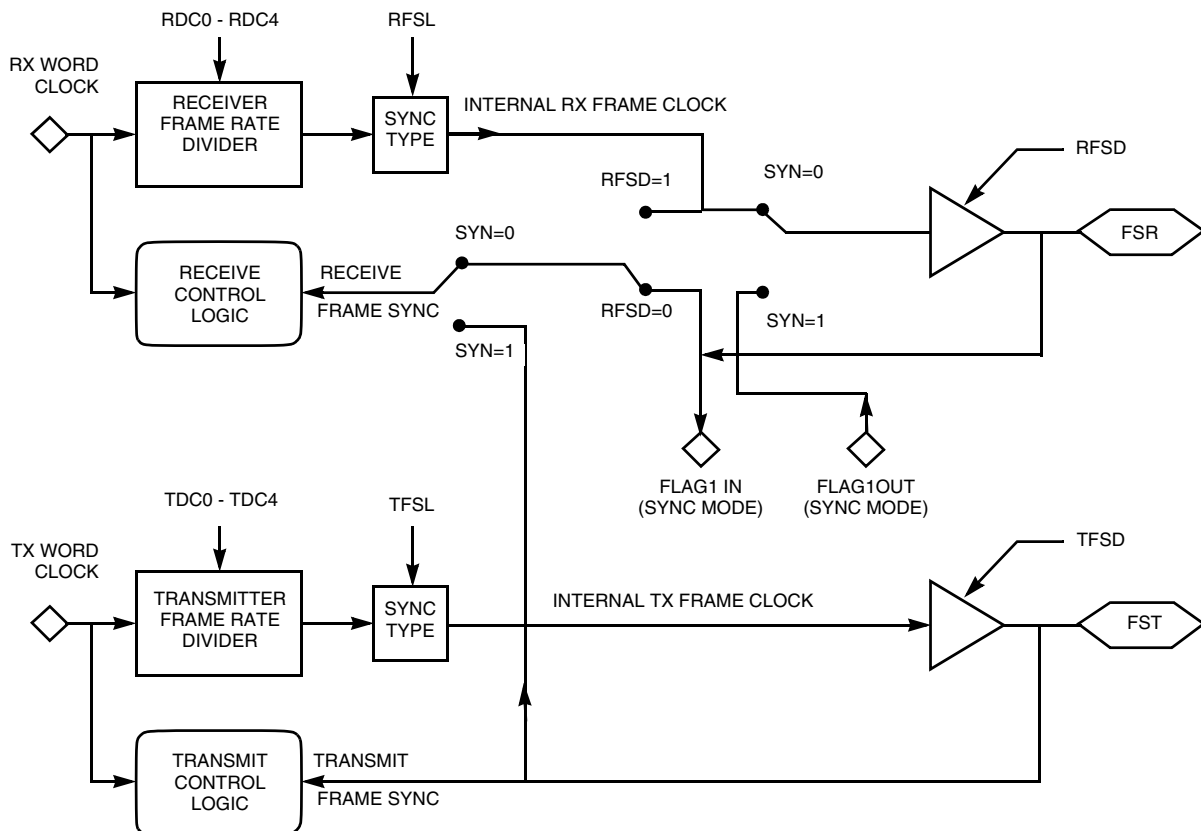 RDC0 - RDC4
RFSL
RX WORD
CLOCK
RECEIVER
FRAME RATE
DIVIDER
SYNC
TYPE
INTERNAL RX FRAME CLOCK
RFSD=1
SYN=0
RFSD
FSR
RECEIVE
CONTROL
LOGIC
RECEIVE
FRAME SYNC
SYN=0
SYN=1
RFSD=0
SYN=1
FLAG1 IN
(SYNC MODE)
FLAG1OUT
(SYNC MODE)
TDC0 - TDC4
TFSL
TX WORD
CLOCK
TRANSMITTER
FRAME RATE
DIVIDER
SYNC
TYPE
INTERNAL TX FRAME CLOCK
TFSD
FST
TRANSMIT
CONTROL
LOGIC
TRANSMIT
FRAME SYNC